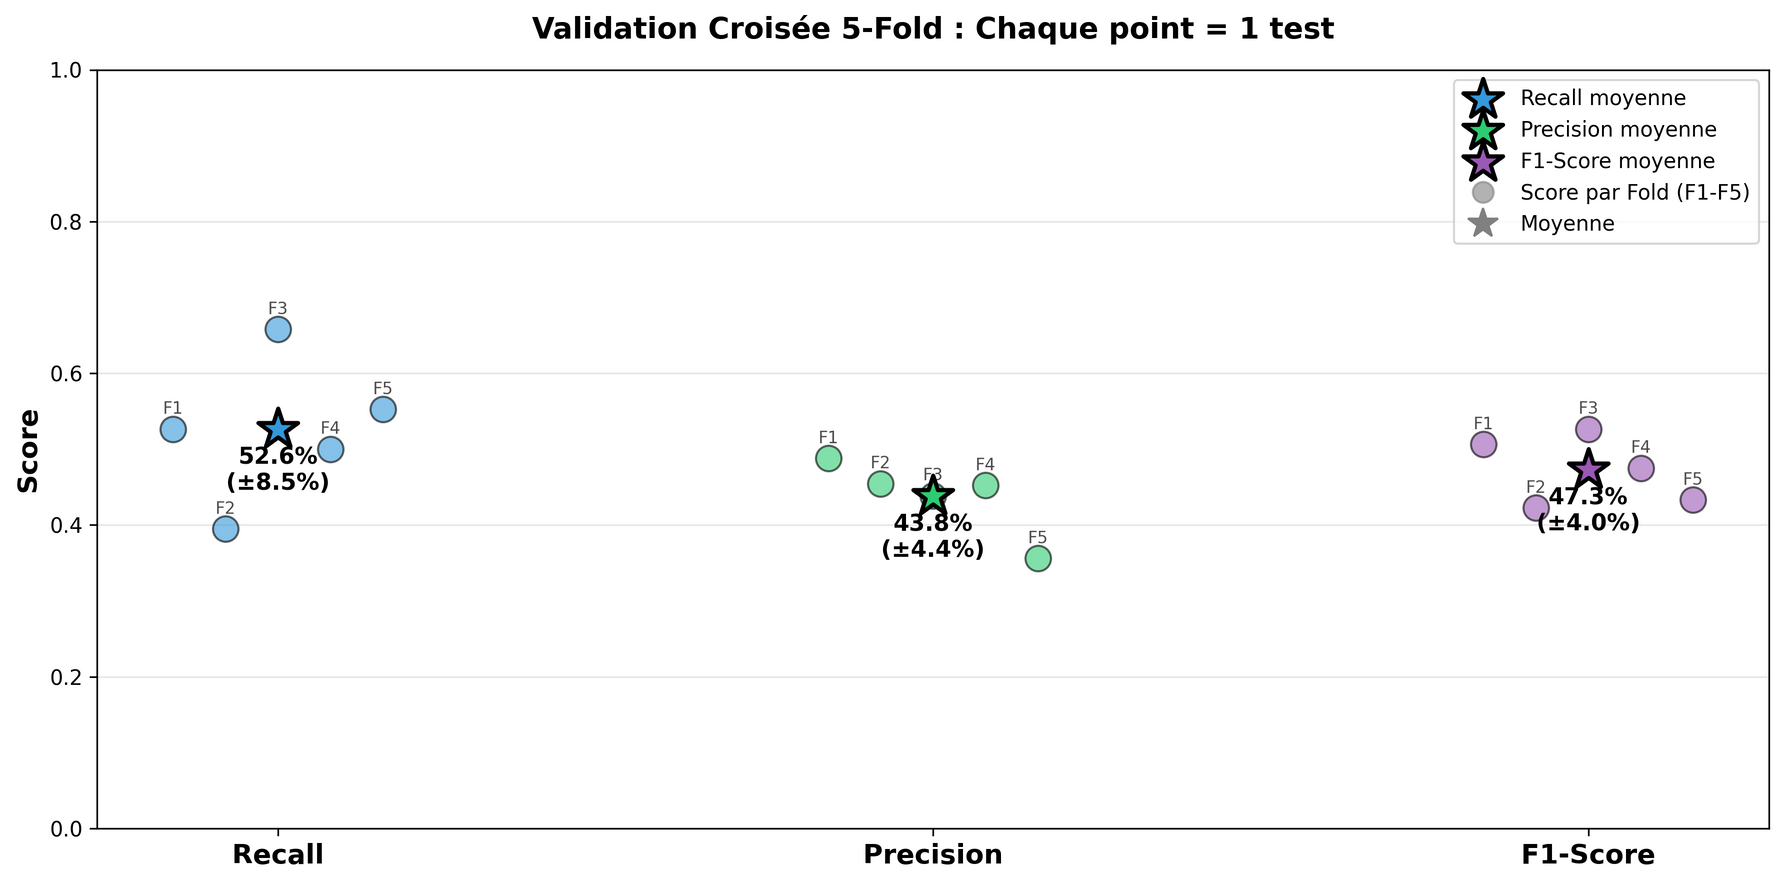 Validation Croisée 5-Fold : Chaque point = 1 test
Score
1.0
0.8
0.6
0.4
0.2
0.0
Recall moyenne
Precision moyenne
F1-Score moyenne
Score par Fold (F1-F5)
Moyenne
F1
F2
F3
F4
F5
52.6%
(±8.5%)
F1
F2
F3
F4
F5
43.8%
(±4.4%)
F1
F2
F3
F4
F5
47.3%
(±4.0%)
Recall
Precision
F1-Score